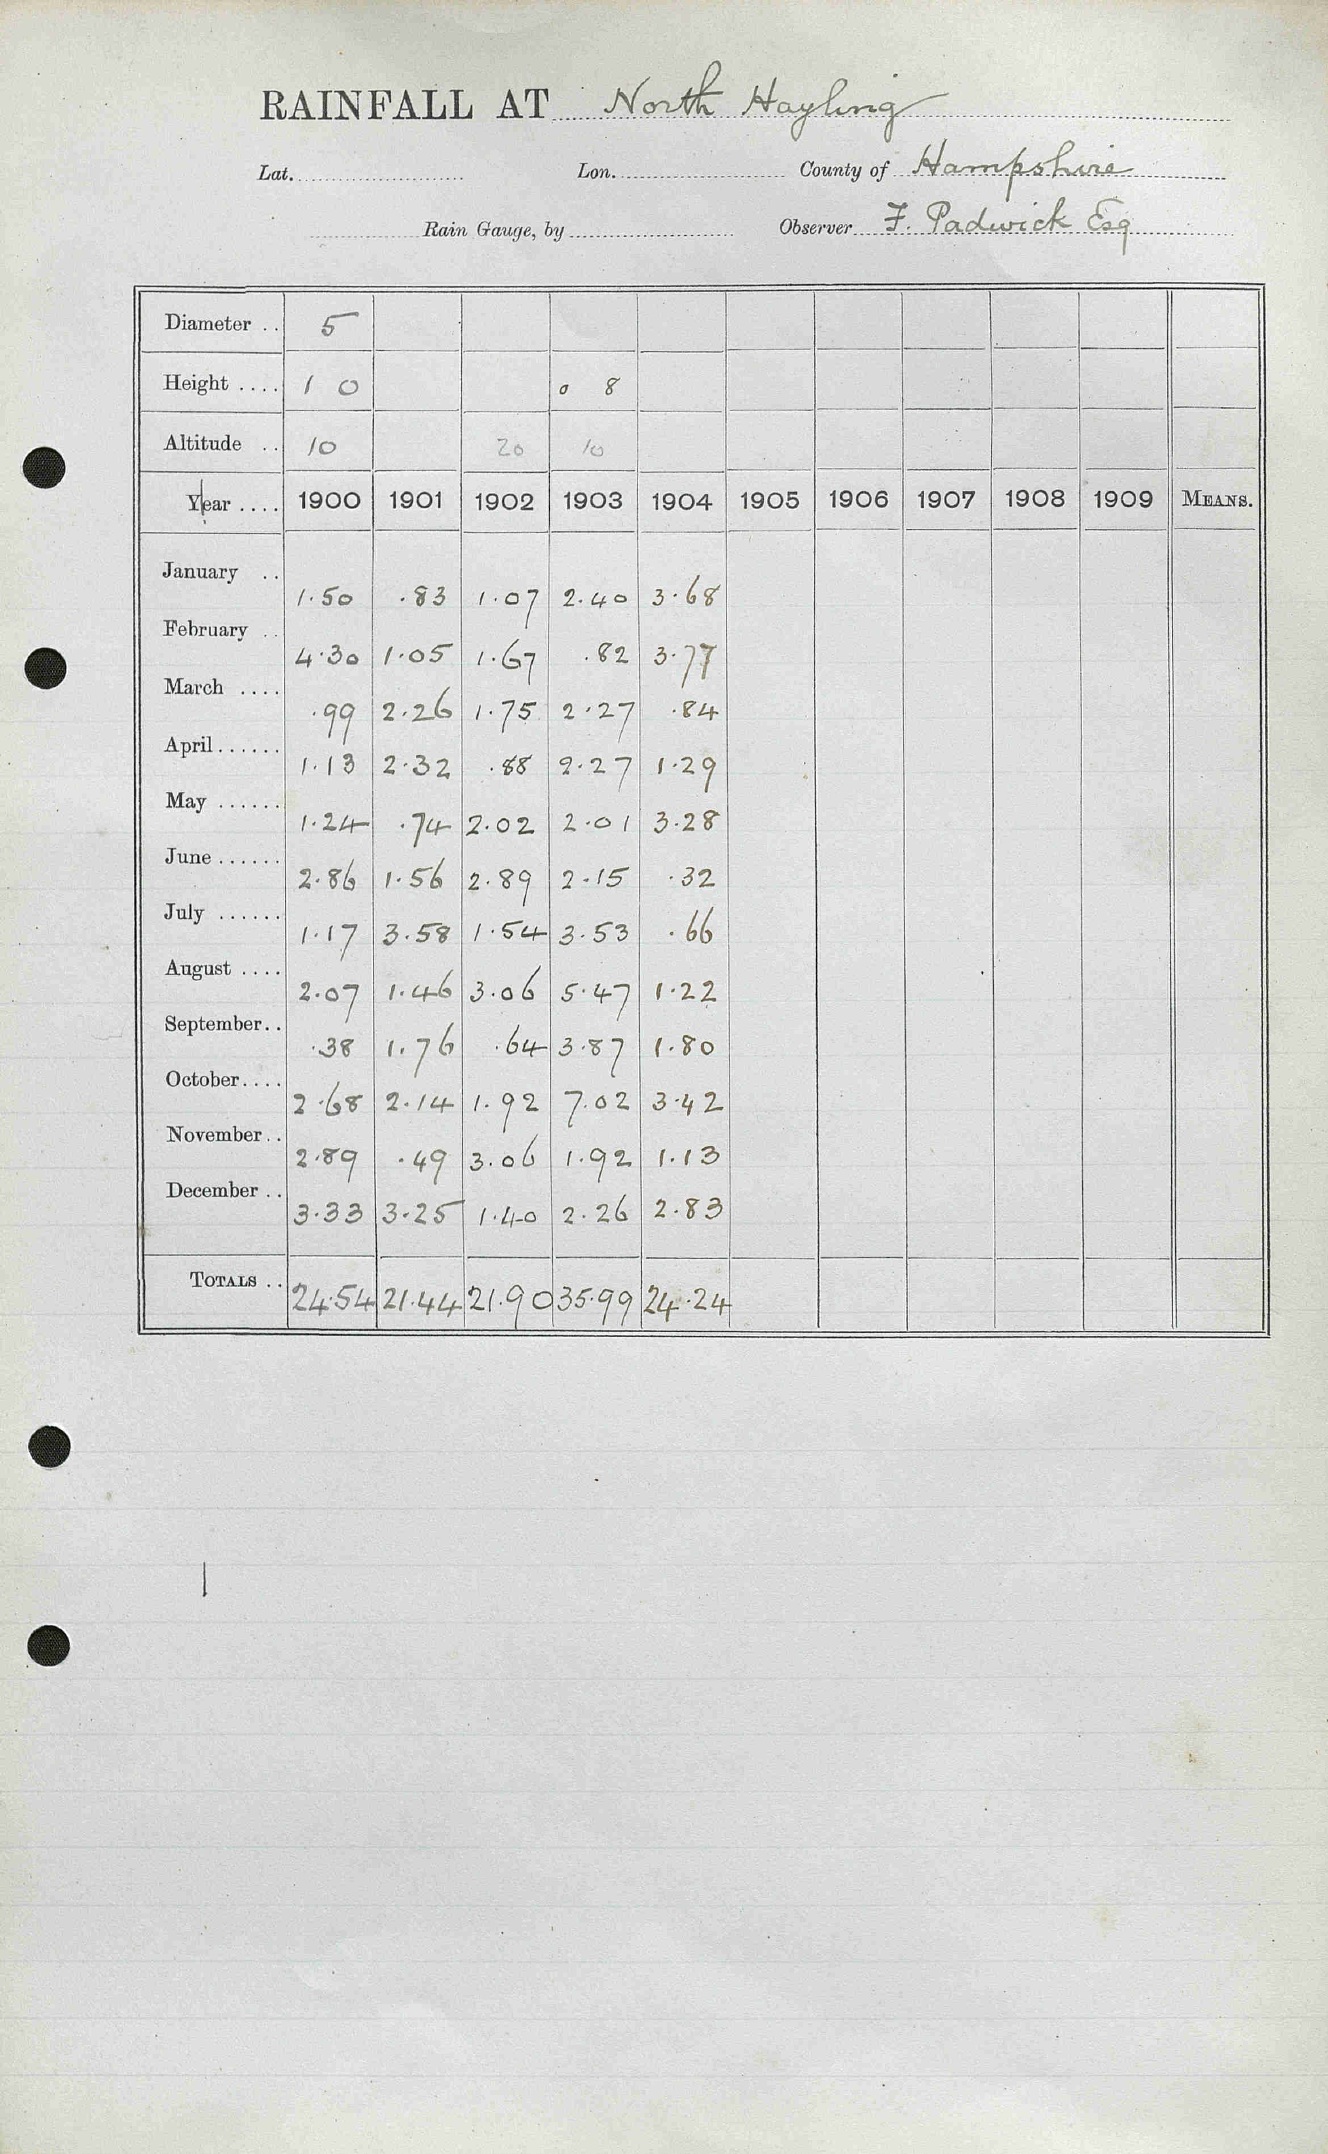 RAINFALL AT North Hayling
Lat. Lon. County of Hampshire
Rain Gauge, by Observer F. Padwick Esq
Diameter .. 5
Height .... 1 0 0 8
Altitude .. 10 20 10
Year .... 1900 1901 1902 1903 1904 1905 1906 1907 1908 1909 MEANS.
January .. 1.50 .83 1.07 2.40 3.68
February .. 4.30 1.05 1.67 .82 3.77
March .... .99 2.26 1.75 2.27 .84
April ...... 1.13 2.32 .88 2.27 1.29
May ...... 1.24 .74 2.02 2.01 3.28
June ...... 2.86 1.56 2.89 2.15 .32
July ...... 1.17 3.58 1.54 3.53 .66
August .... 2.07 1.46 3.06 5.47 1.22
September.. .38 1.76 .64 3.87 1.80
October.... 2.68 2.14 1.92 7.02 3.42
November.. 2.89 .49 3.06 1.92 1.13
December .. 3.33 3.25 1.40 2.26 2.83
TOTALS .. 24.54 21.44 21.90 35.99 24.24